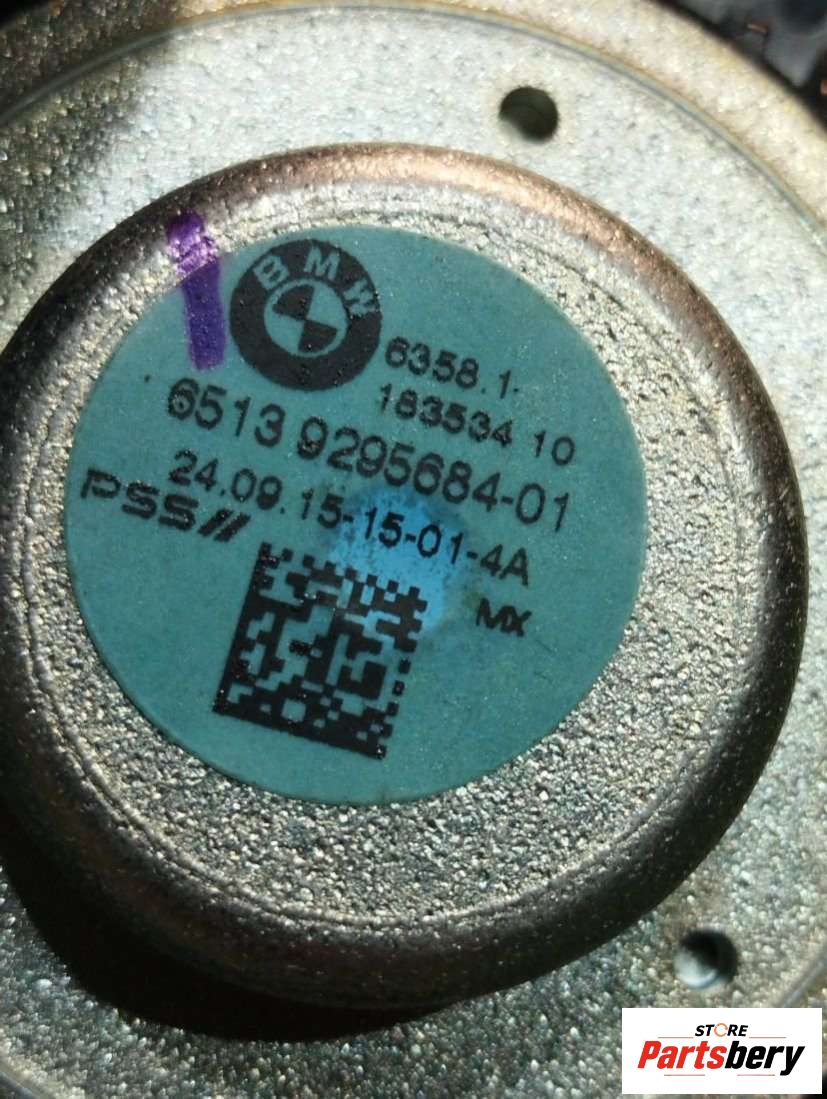 BMW
6358.1-
183534 10
6513 9295684-01
24.09.15-15-01-4A
PSS//
MX
STORE
Partsbery